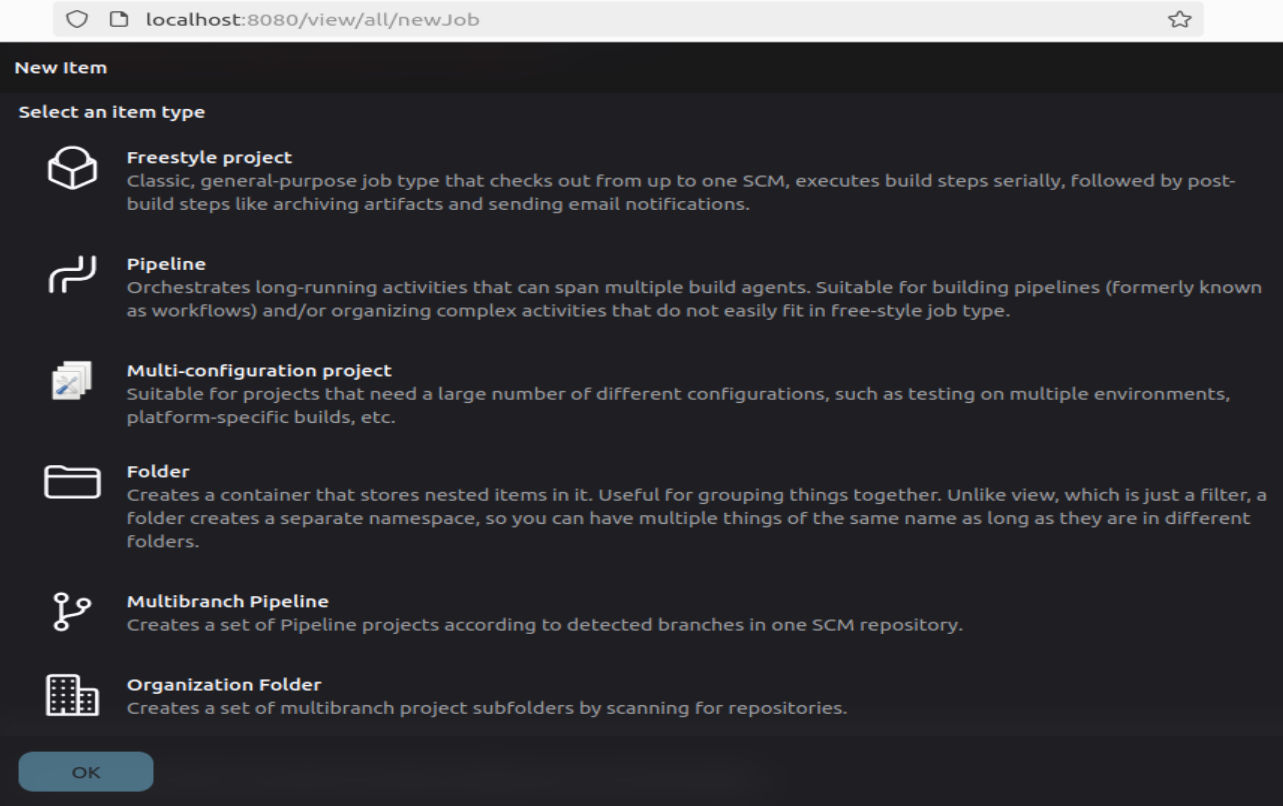 localhost:8080/view/all/newJob
New Item
Select an item type
Freestyle project
Classic, general-purpose job type that checks out from up to one SCM, executes build steps serially, followed by post-
build steps like archiving artifacts and sending email notifications.
Pipeline
Orchestrates long-running activities that can span multiple build agents. Suitable for building pipelines (formerly known
as workflows) and/or organizing complex activities that do not easily fit in free-style job type.
Multi-configuration project
Suitable for projects that need a large number of different configurations, such as testing on multiple environments,
platform-specific builds, etc.
Folder
Creates a container that stores nested items in it. Useful for grouping things together. Unlike view, which is just a filter, a
folder creates a separate namespace, so you can have multiple things of the same name as long as they are in different
folders.
Multibranch Pipeline
Creates a set of Pipeline projects according to detected branches in one SCM repository.
Organization Folder
Creates a set of multibranch project subfolders by scanning for repositories.
OK